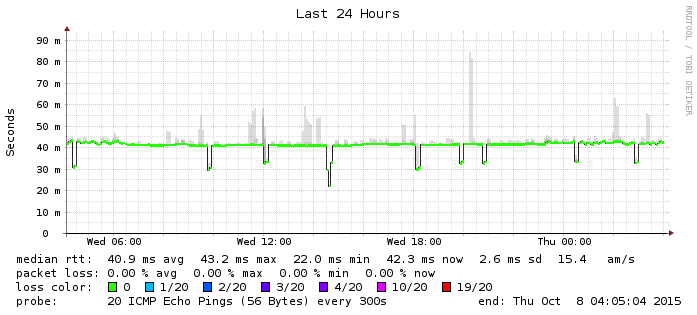 Last 24 Hours
RRDTOOL / TOBI OETIKER
Seconds
90 m
80 m
70 m
60 m
50 m
40 m
30 m
20 m
10 m
0
Wed 06:00 Wed 12:00 Wed 18:00 Thu 00:00
median rtt: 40.9 ms avg 43.2 ms max 22.0 ms min 42.3 ms now 2.6 ms sd 15.4 am/s
packet loss: 0.00 % avg 0.00 % max 0.00 % min 0.00 % now
loss color: 0 1/20 2/20 3/20 4/20 10/20 19/20
probe: 20 ICMP Echo Pings (56 Bytes) every 300s end: Thu Oct 8 04:05:04 2015